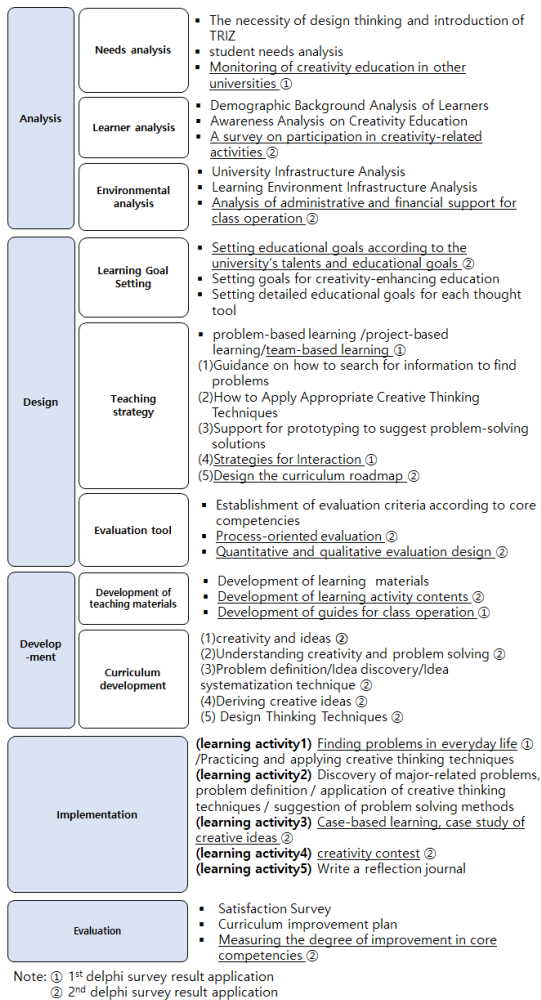 Analysis
Needs analysis
▪ The necessity of design thinking and introduction of
TRIZ
▪ student needs analysis
▪ Monitoring of creativity education in other
universities ①
Learner analysis
▪ Demographic Background Analysis of Learners
▪ Awareness Analysis on Creativity Education
▪ A survey on participation in creativity-related
activities ②
Environmental
analysis
▪ University Infrastructure Analysis
▪ Learning Environment Infrastructure Analysis
▪ Analysis of administrative and financial support for
class operation ②
Design
Learning Goal
Setting
▪ Setting educational goals according to the
university's talents and educational goals ②
▪ Setting goals for creativity-enhancing education
▪ Setting detailed educational goals for each thought
tool
Teaching
strategy
▪ problem-based learning /project-based
learning/team-based learning ①
(1)Guidance on how to search for information to find
problems
(2)How to Apply Appropriate Creative Thinking
Techniques
(3)Support for prototyping to suggest problem-solving
solutions
(4)Strategies for Interaction ①
(5)Design the curriculum roadmap ②
Evaluation tool
▪ Establishment of evaluation criteria according to core
competencies
▪ Process-oriented evaluation ②
▪ Quantitative and qualitative evaluation design ②
Develop
-ment
Development of
teaching materials
▪ Development of learning materials
▪ Development of learning activity contents ②
▪ Development of guides for class operation ①
Curriculum
development
(1)creativity and ideas ②
(2)Understanding creativity and problem solving ②
(3)Problem definition/Idea discovery/Idea
systematization technique ②
(4)Deriving creative ideas ②
(5) Design Thinking Techniques ②
Implementation
(learning activity1) Finding problems in everyday life ①
/Practicing and applying creative thinking techniques
(learning activity2) Discovery of major-related problems,
problem definition / application of creative thinking
techniques / suggestion of problem solving methods
(learning activity3) Case-based learning, case study of
creative ideas ②
(learning activity4) creativity contest ②
(learning activity5) Write a reflection journal
Evaluation
▪ Satisfaction Survey
▪ Curriculum improvement plan
▪ Measuring the degree of improvement in core
competencies ②
Note: ① 1st delphi survey result application
② 2nd delphi survey result application